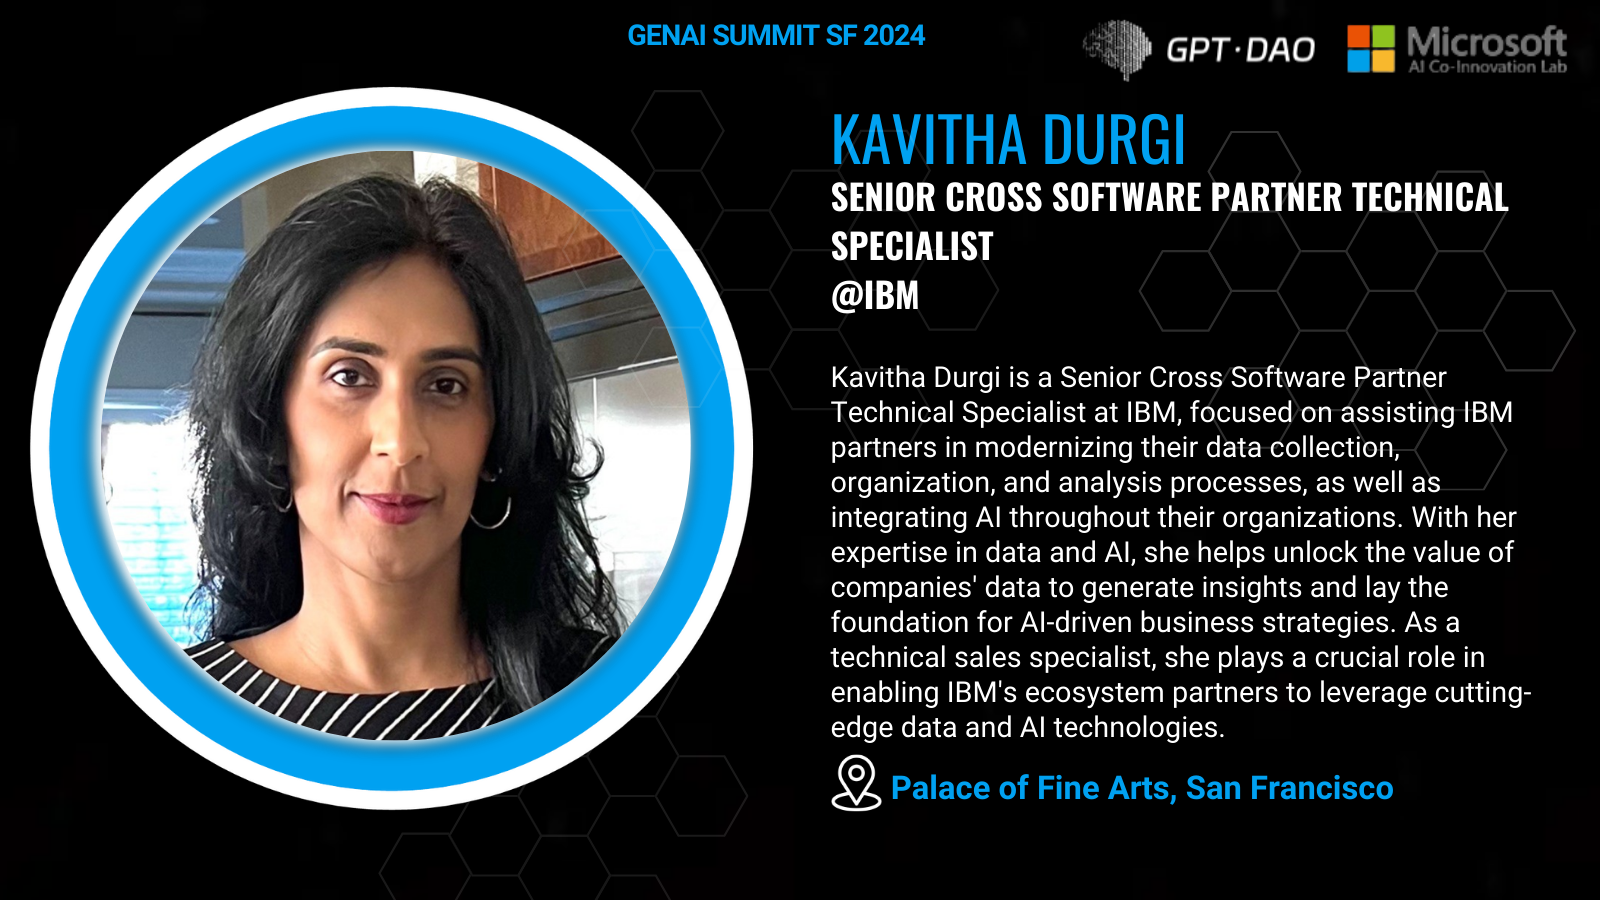 GENAI SUMMIT SF 2024
GPT·DAO
Microsoft
AI Co-Innovation Lab
KAVITHA DURGI
SENIOR CROSS SOFTWARE PARTNER TECHNICAL
SPECIALIST
@IBM
Kavitha Durgi is a Senior Cross Software Partner
Technical Specialist at IBM, focused on assisting IBM
partners in modernizing their data collection,
organization, and analysis processes, as well as
integrating AI throughout their organizations. With her
expertise in data and AI, she helps unlock the value of
companies' data to generate insights and lay the
foundation for AI-driven business strategies. As a
technical sales specialist, she plays a crucial role in
enabling IBM's ecosystem partners to leverage cutting-
edge data and AI technologies.
Palace of Fine Arts, San Francisco